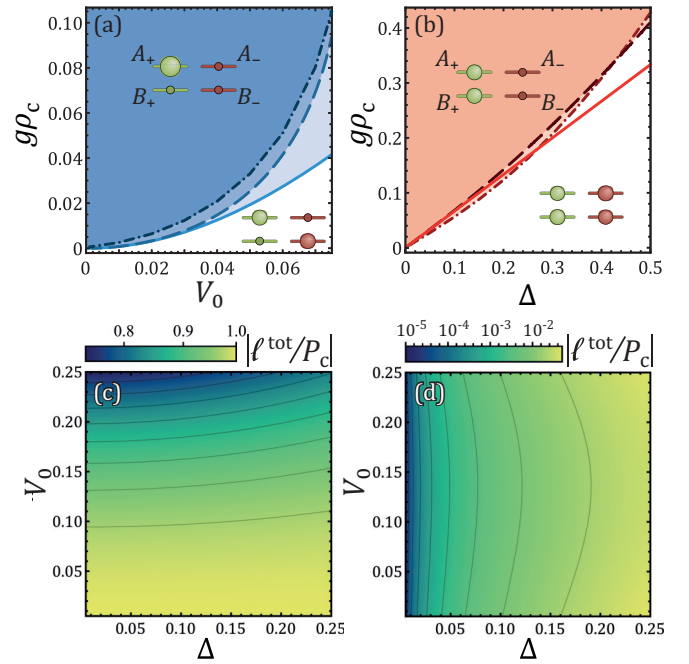 (a)
gρc
0.10
0.08
0.06
0.04
0.02
0
A+ A−
B+ B−
0 0.02 0.04 0.06
V0
(b)
gρc
0.4
0.3
0.2
0.1
0
A+ A−
B+ B−
0 0.1 0.2 0.3 0.4 0.5
Δ
0.8 0.9 1.0
|ℓ tot/Pc|
(c)
V0
0.25
0.20
0.15
0.10
0.05
0.05 0.10 0.15 0.20 0.25
Δ
10-5 10-4 10-3 10-2
|ℓ tot/Pc|
(d)
V0
0.25
0.20
0.15
0.10
0.05
0.05 0.10 0.15 0.20 0.25
Δ